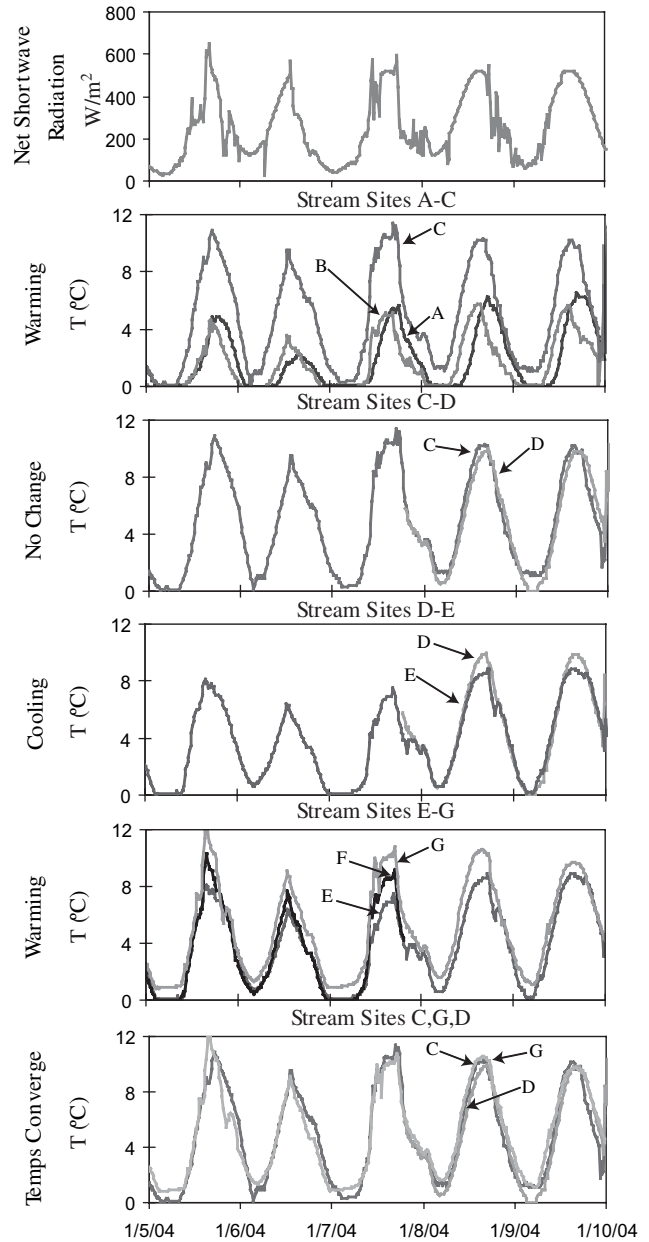 Net Shortwave
Radiation
W/m²
800
600
400
200
0
Stream Sites A-C
Warming
T (ºC)
12
8
4
0
B
C
A
Stream Sites C-D
No Change
T (ºC)
12
8
4
0
C
D
Stream Sites D-E
Cooling
T (ºC)
12
8
4
0
D
E
Stream Sites E-G
Warming
T (ºC)
12
8
4
0
F
G
E
Stream Sites C,G,D
Temps Converge
T (ºC)
12
8
4
0
C
G
D
1/5/04 1/6/04 1/7/04 1/8/04 1/9/04 1/10/04